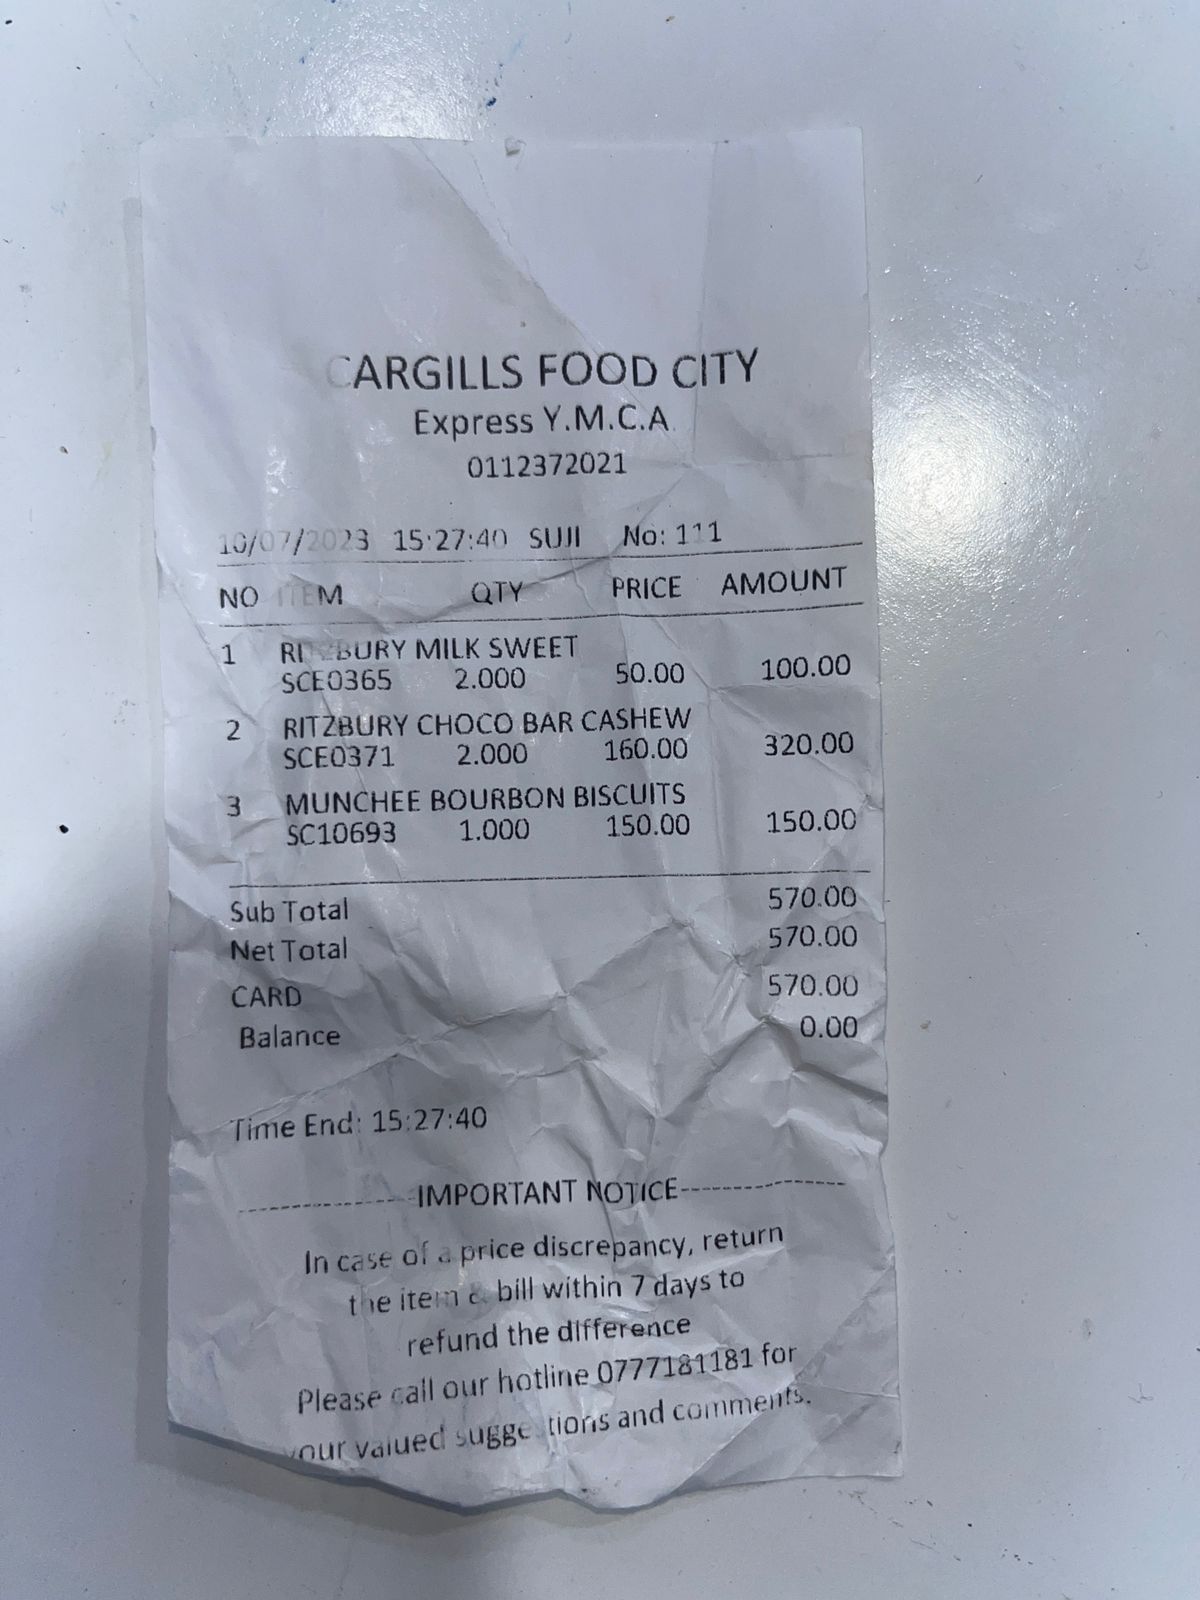 CARGILLS FOOD CITY
Express Y.M.C.A.
0112372021
10/07/2023 15:27:40 SUJI No: 111
NO ITEM QTY PRICE AMOUNT
1 RITZBURY MILK SWEET
SCE0365 2.000 50.00 100.00
2 RITZBURY CHOCO BAR CASHEW
SCE0371 2.000 160.00 320.00
3 MUNCHEE BOURBON BISCUITS
SC10693 1.000 150.00 150.00
Sub Total 570.00
Net Total 570.00
CARD 570.00
Balance 0.00
Time End: 15:27:40
-----------------IMPORTANT NOTICE-----------------
In case of a price discrepancy, return
the item & bill within 7 days to
refund the difference
Please call our hotline 0777181181 for
your valued suggestions and comments.